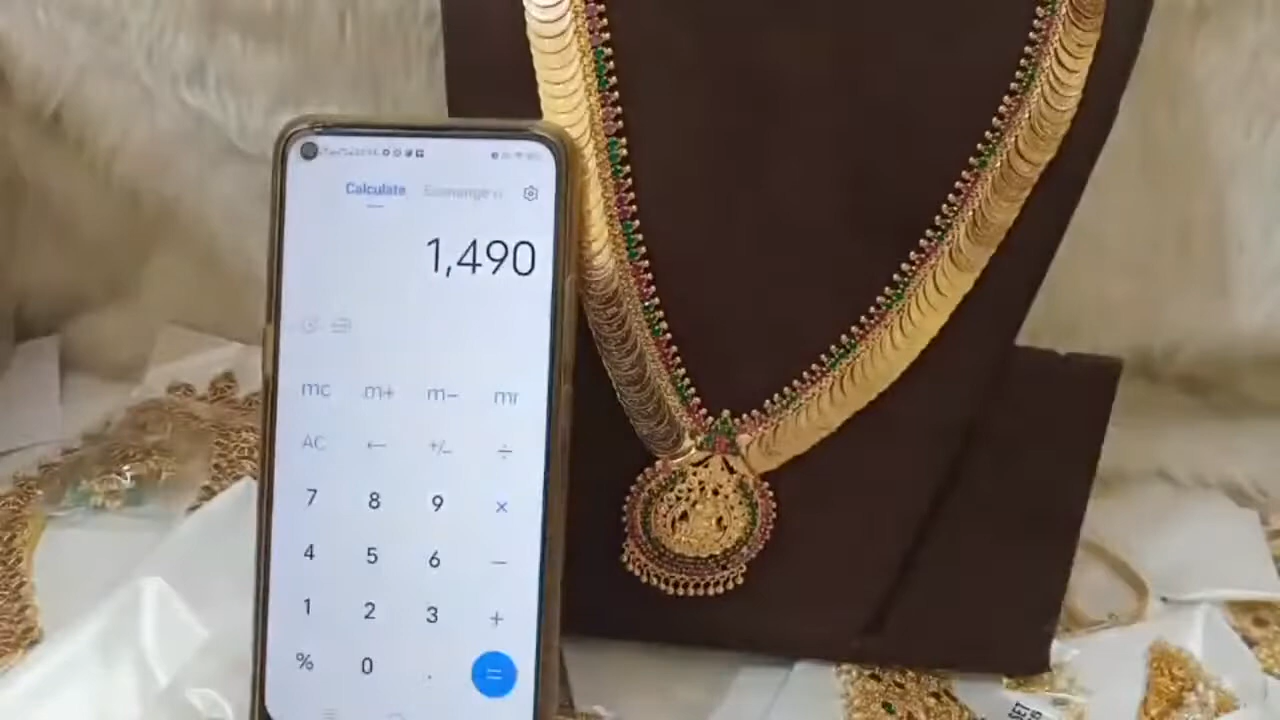 Calculate
1,490
mc m+ m− mr
AC ← +/− ÷
7 8 9 ×
4 5 6 −
1 2 3 +
% 0 . =